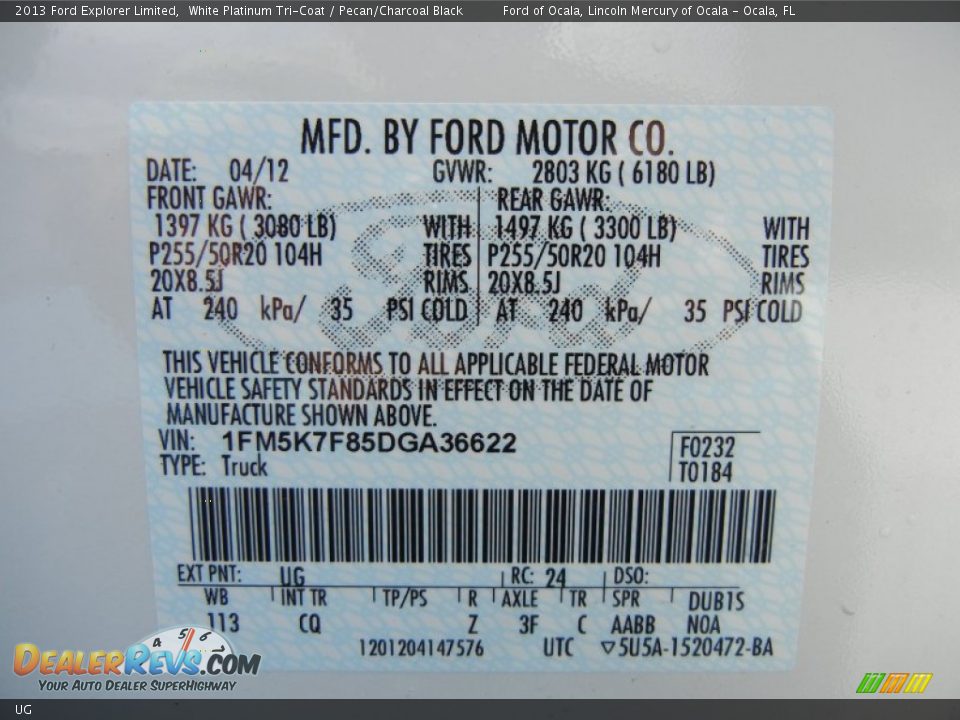 2013 Ford Explorer Limited, White Platinum Tri-Coat / Pecan/Charcoal Black Ford of Ocala, Lincoln Mercury of Ocala - Ocala, FL
MFD. BY FORD MOTOR CO.
DATE: 04/12 GVWR: 2803 KG ( 6180 LB)
FRONT GAWR: REAR GAWR:
1397 KG ( 3080 LB) WITH 1497 KG ( 3300 LB) WITH
P255/50R20 104H TIRES P255/50R20 104H TIRES
20X8.5J RIMS 20X8.5J RIMS
AT 240 kPa/ 35 PSI COLD AT 240 kPa/ 35 PSI COLD
Ford
THIS VEHICLE CONFORMS TO ALL APPLICABLE FEDERAL MOTOR
VEHICLE SAFETY STANDARDS IN EFFECT ON THE DATE OF
MANUFACTURE SHOWN ABOVE.
VIN: 1FM5K7F85DGA36622 F0232
TYPE: Truck T0184
EXT PNT: UG RC: 24 DSO:
WB INT TR TP/PS R AXLE TR SPR DUB1S
113 CQ Z 3F C AABB NOA
1201204147576 UTC ▽5U5A-1520472-BA
4 5 6
DEALERREVS.COM
YOUR AUTO DEALER SUPERHIGHWAY
UG